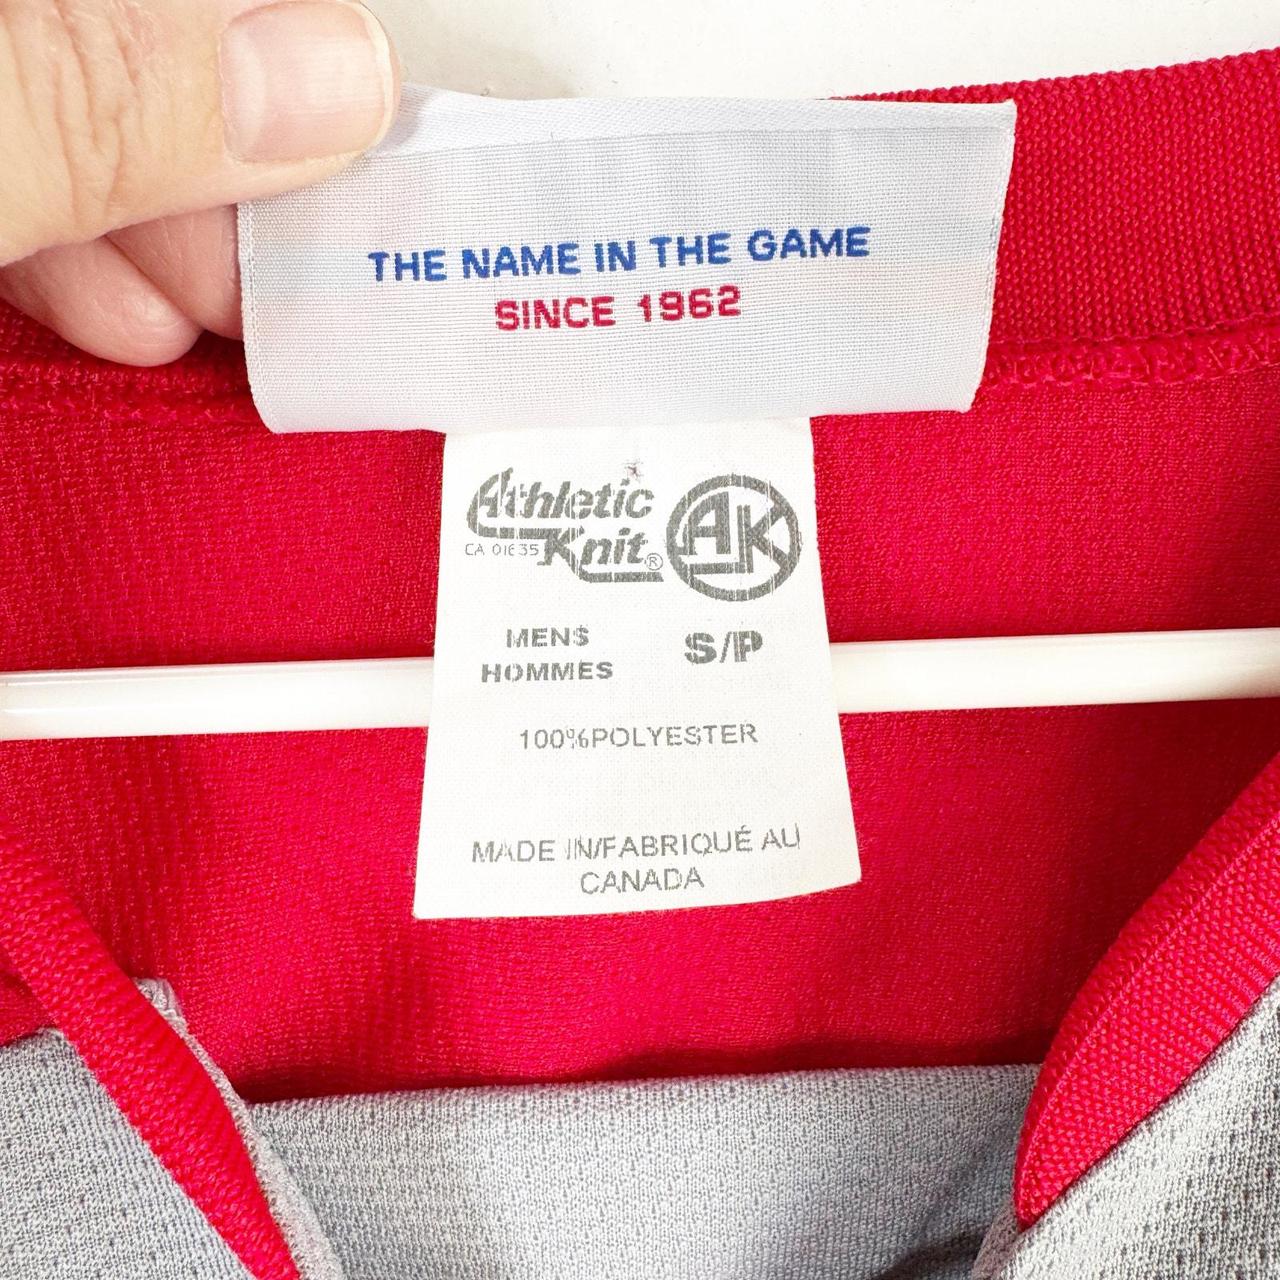 THE NAME IN THE GAME
SINCE 1962
Athletic
Knit®
CA 01635
AK
MENS
HOMMES
S/P
100%POLYESTER
MADE IN/FABRIQUÉ AU
CANADA